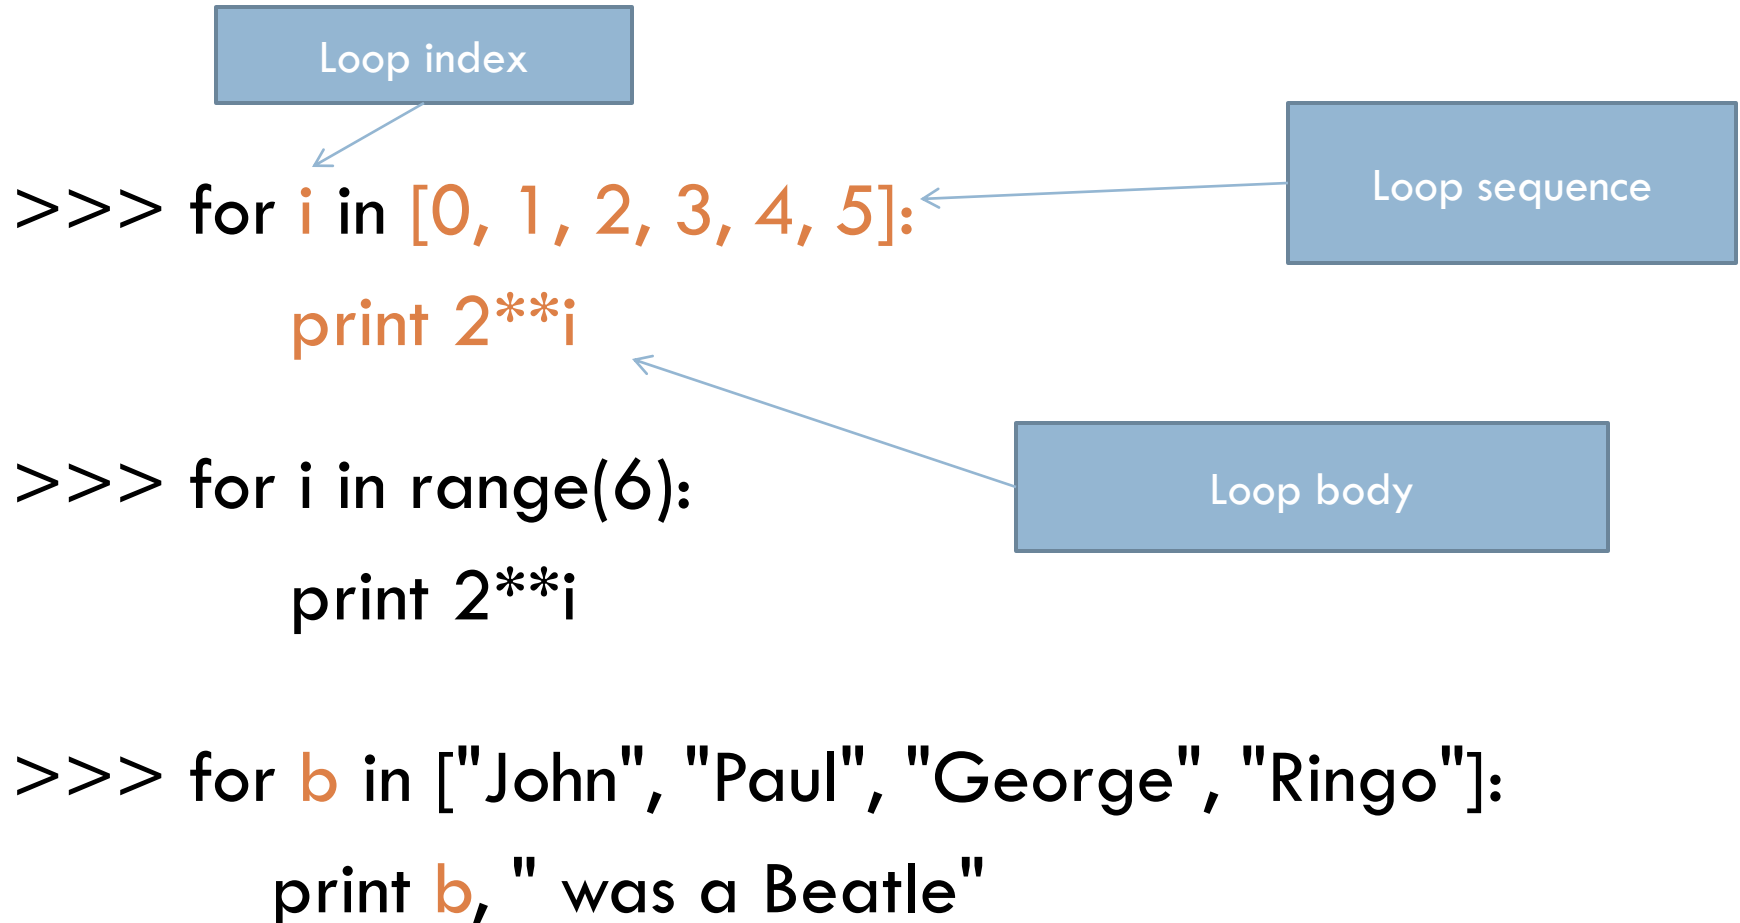 Loop index
Loop sequence
>>> for i in [0, 1, 2, 3, 4, 5]:
print 2**i
>>> for i in range(6):
Loop body
print 2**i
>>> for b in ["John", "Paul", "George", "Ringo"]:
print b, " was a Beatle"